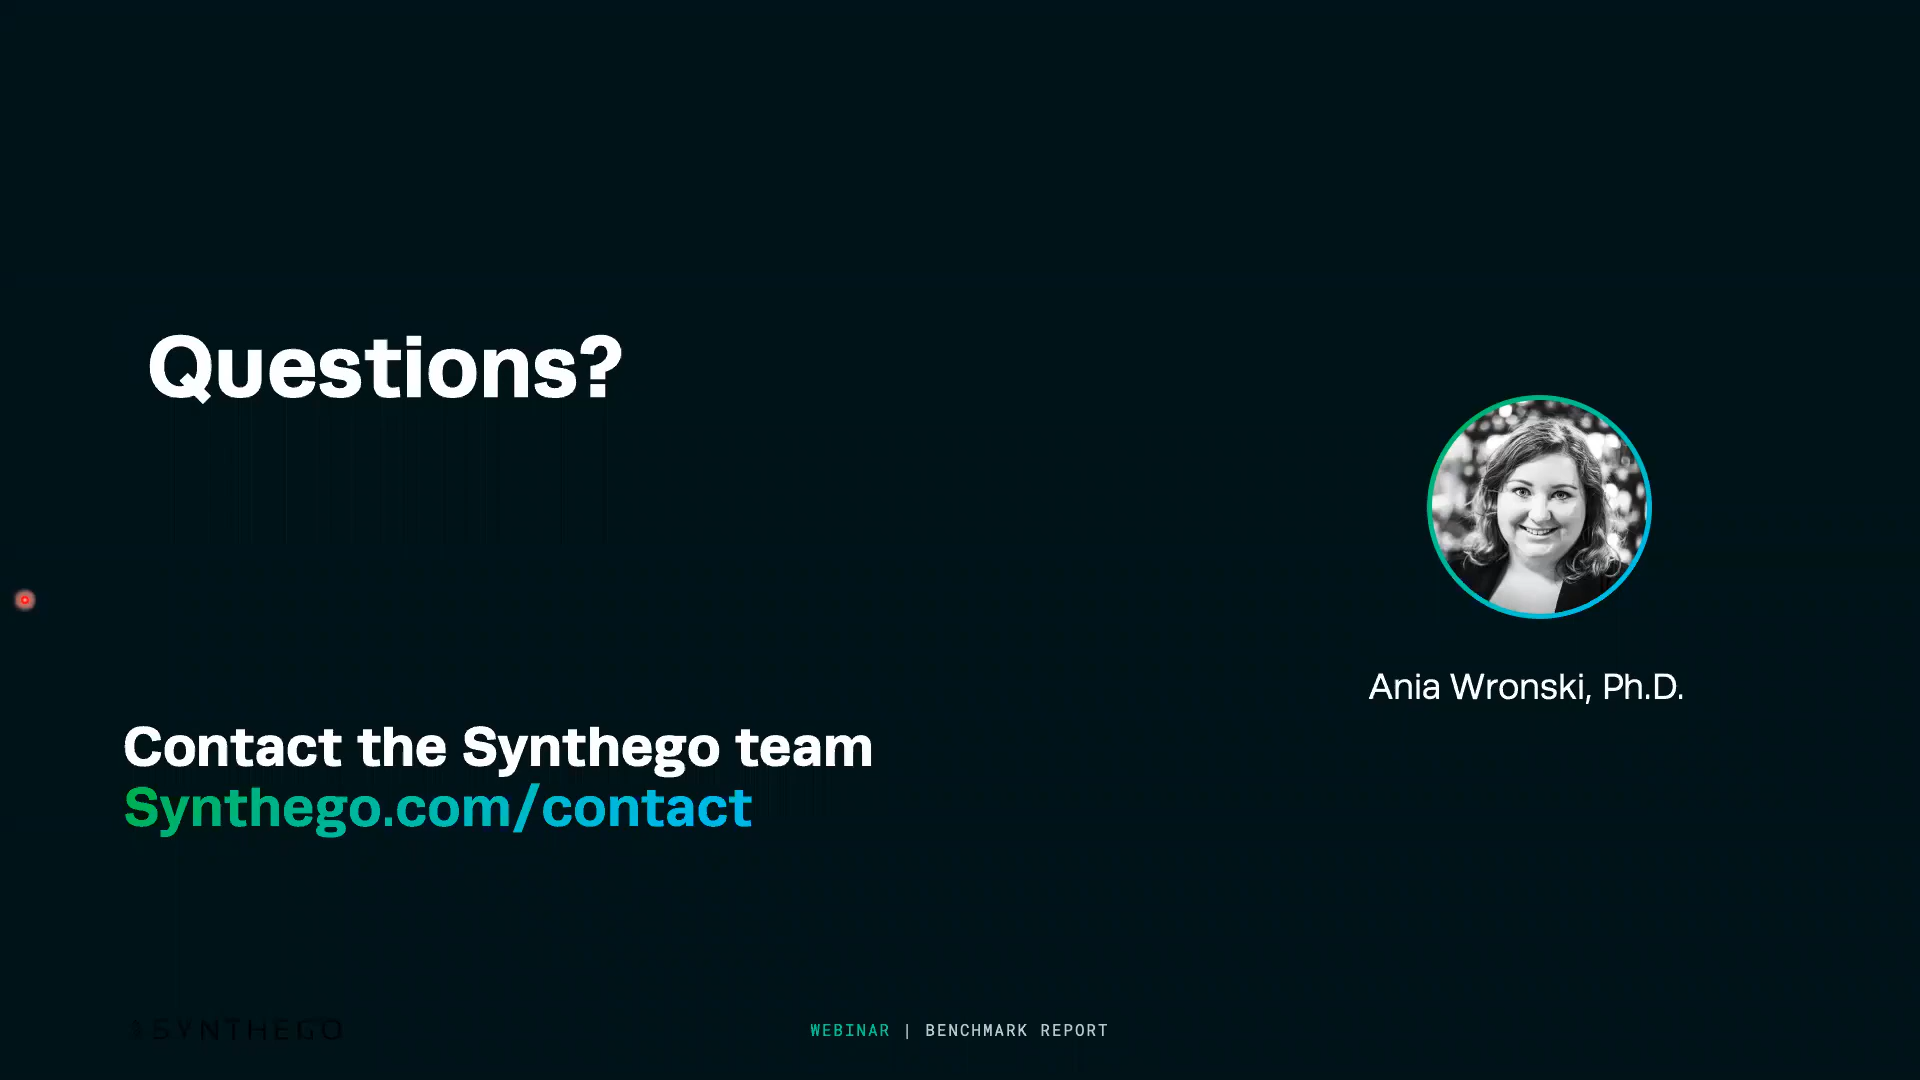 Questions?
Ania Wronski, Ph.D.
Contact the Synthego team
Synthego.com/contact
SYNTHEGO
WEBINAR | BENCHMARK REPORT